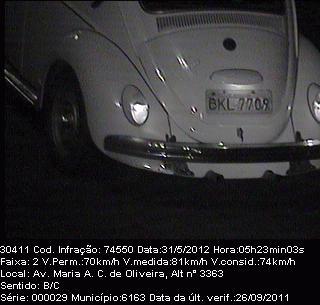 BKL 7709
30411 Cod. Infração: 74550 Data:31/5/2012 Hora:05h23min03s
Faixa: 2 V.Perm.:70km/h V.medida:81km/h V.consid.:74km/h
Local: Av. Maria A. C. de Oliveira, Alt nº 3363
Sentido: B/C
Série: 000029 Município:6163 Data da últ. verif.:26/09/2011